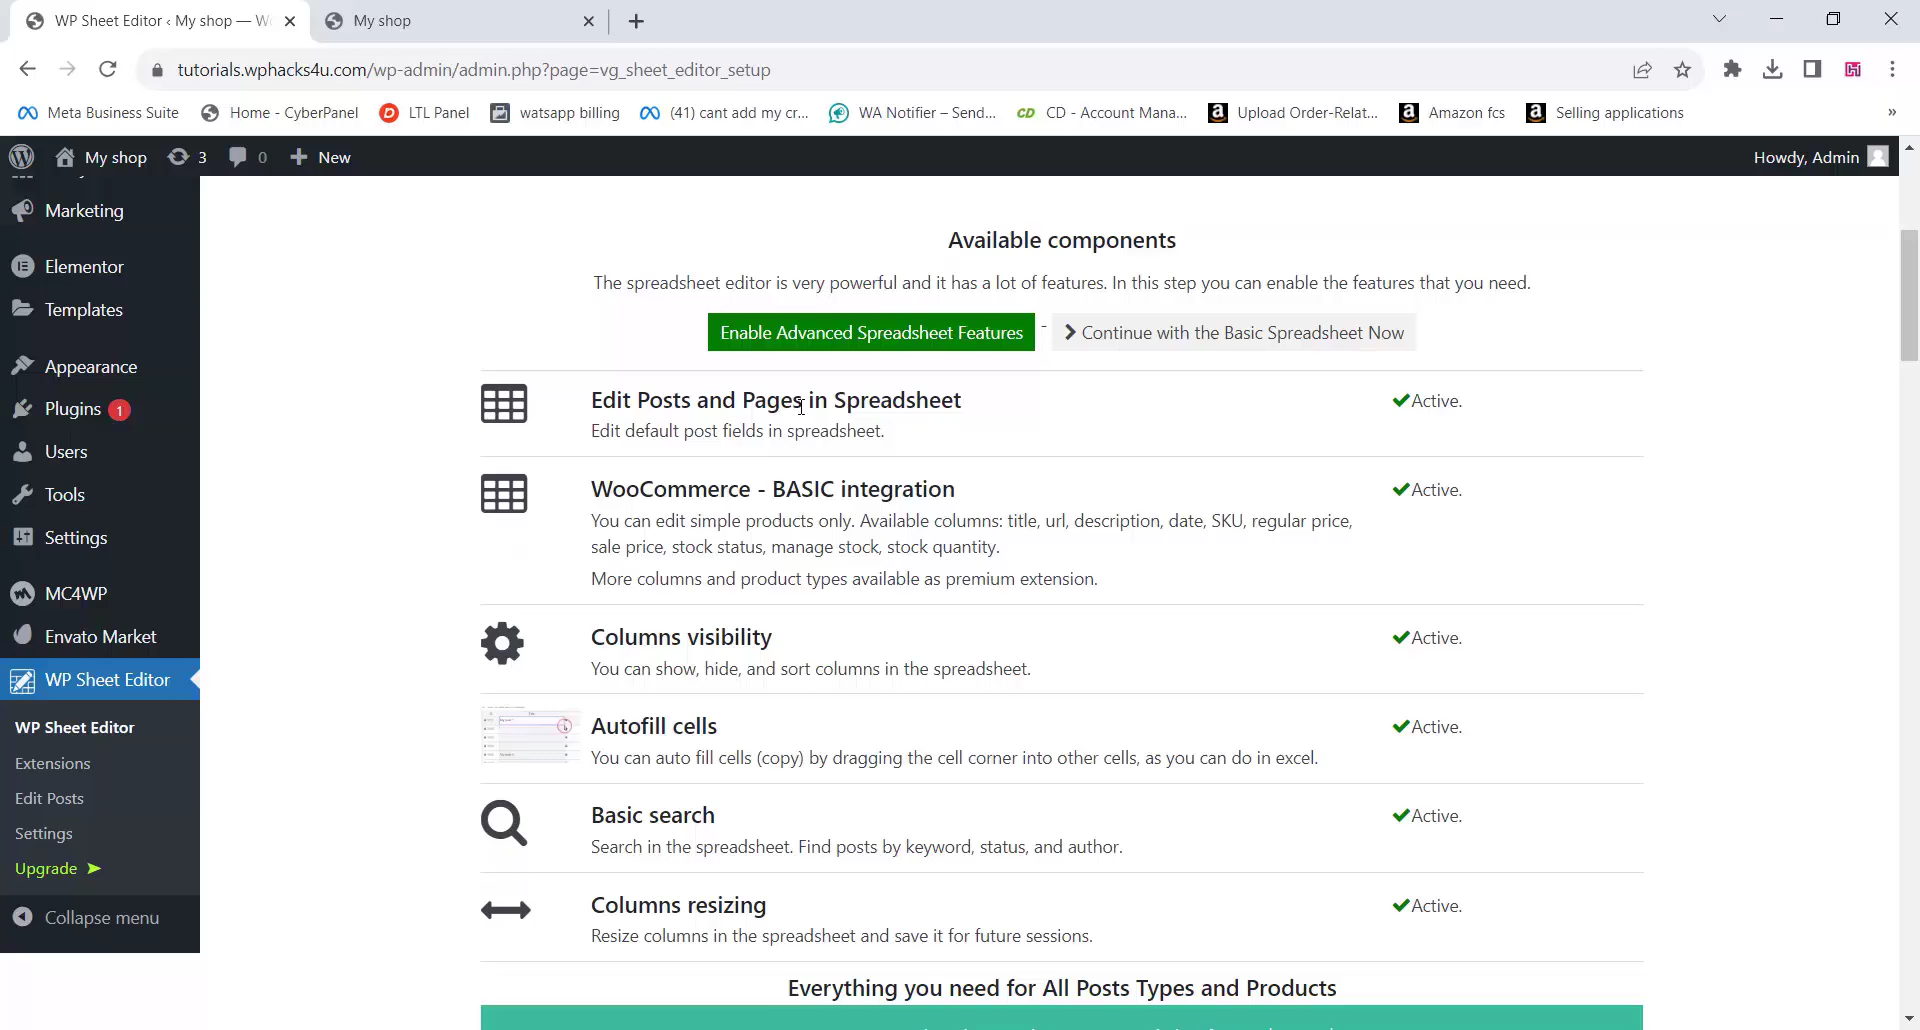 WP Sheet Editor ‹ My shop — W
My shop
tutorials.wphacks4u.com/wp-admin/admin.php?page=vg_sheet_editor_setup
Meta Business Suite
Home - CyberPanel
LTL Panel
watsapp billing
(41) cant add my cr...
WA Notifier – Send...
CD - Account Mana...
Upload Order-Relat...
Amazon fcs
Selling applications
»
My shop
3
0
New
Howdy, Admin
Marketing
Elementor
Templates
Appearance
Plugins 1
Users
Tools
Settings
MC4WP
Envato Market
WP Sheet Editor
WP Sheet Editor
Extensions
Edit Posts
Settings
Upgrade ➤
Collapse menu
Available components
The spreadsheet editor is very powerful and it has a lot of features. In this step you can enable the features that you need.
Enable Advanced Spreadsheet Features - Continue with the Basic Spreadsheet Now
Edit Posts and Pages in Spreadsheet
Active.
Edit default post fields in spreadsheet.
WooCommerce - BASIC integration
Active.
You can edit simple products only. Available columns: title, url, description, date, SKU, regular price,
sale price, stock status, manage stock, stock quantity.
More columns and product types available as premium extension.
Columns visibility
Active.
You can show, hide, and sort columns in the spreadsheet.
Autofill cells
Active.
You can auto fill cells (copy) by dragging the cell corner into other cells, as you can do in excel.
Basic search
Active.
Search in the spreadsheet. Find posts by keyword, status, and author.
Columns resizing
Active.
Resize columns in the spreadsheet and save it for future sessions.
Everything you need for All Posts Types and Products